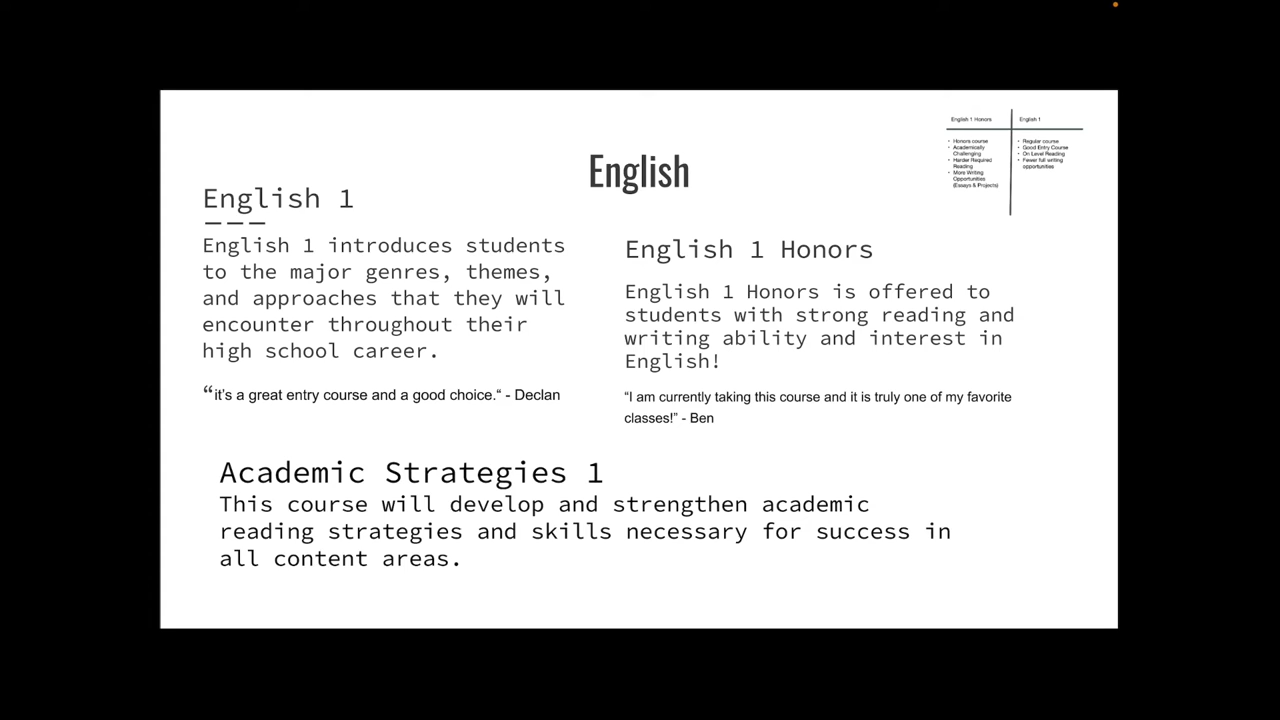 English
English 1
English 1 introduces students
to the major genres, themes,
and approaches that they will
encounter throughout their
high school career.
“it's a great entry course and a good choice.“ - Declan
English 1 Honors
English 1 Honors is offered to
students with strong reading and
writing ability and interest in
English!
“I am currently taking this course and it is truly one of my favorite
classes!” - Ben
Academic Strategies 1
This course will develop and strengthen academic
reading strategies and skills necessary for success in
all content areas.
English 1 Honors
• Honors course
• Academically
Challenging
• Harder Required
Reading
• More Writing
Opportunities
(Essays & Projects)
English 1
• Regular course
• Good Entry Course
• On Level Reading
• Fewer full writing
opportunities